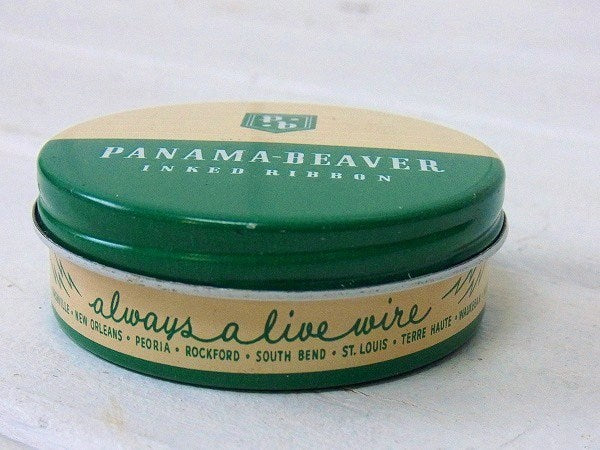 P.B.
PANAMA-BEAVER
INKED RIBBON
always a live wire
NEW ORLEANS • PEORIA • ROCKFORD • SOUTH BEND • ST. LOUIS • TERRE HAUTE •